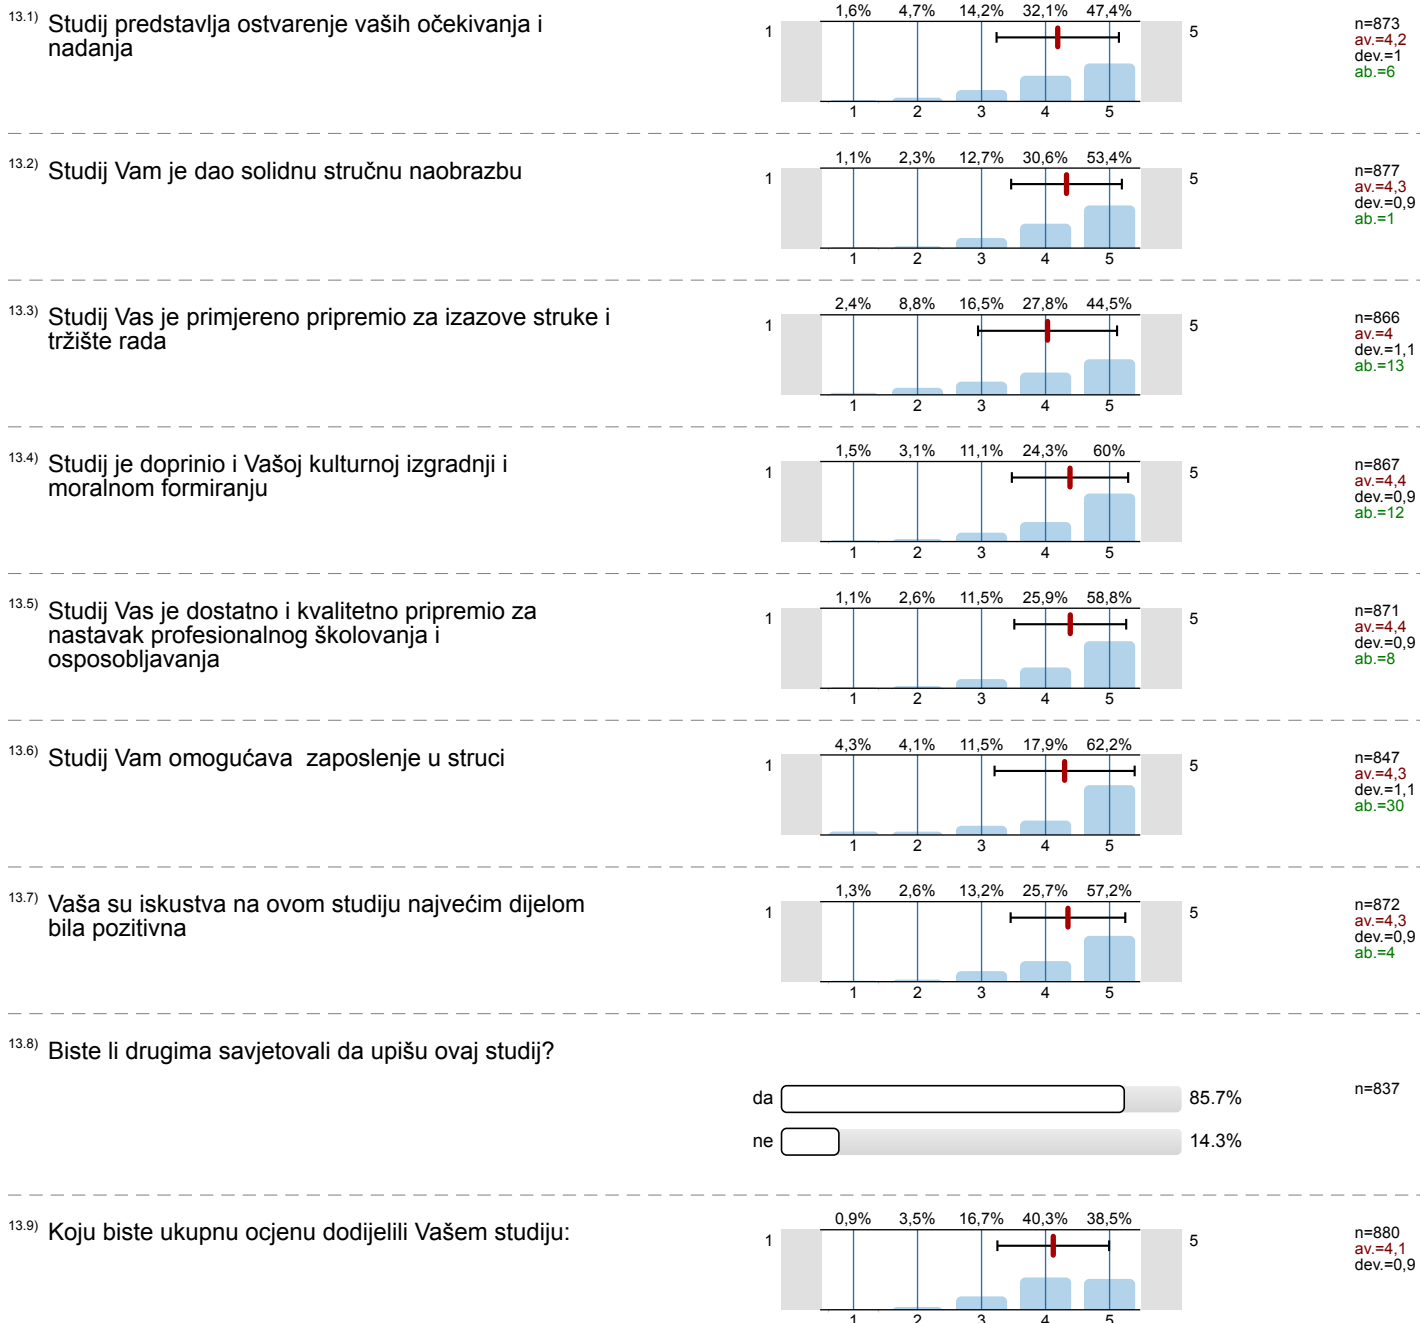 13.1) Studij predstavlja ostvarenje vaših očekivanja i
nadanja
1,6% 4,7% 14,2% 32,1% 47,4%
1 5
1 2 3 4 5
n=873
av.=4,2
dev.=1
ab.=6
13.2) Studij Vam je dao solidnu stručnu naobrazbu
1,1% 2,3% 12,7% 30,6% 53,4%
1 5
1 2 3 4 5
n=877
av.=4,3
dev.=0,9
ab.=1
13.3) Studij Vas je primjereno pripremio za izazove struke i
tržište rada
2,4% 8,8% 16,5% 27,8% 44,5%
1 5
1 2 3 4 5
n=866
av.=4
dev.=1,1
ab.=13
13.4) Studij je doprinio i Vašoj kulturnoj izgradnji i
moralnom formiranju
1,5% 3,1% 11,1% 24,3% 60%
1 5
1 2 3 4 5
n=867
av.=4,4
dev.=0,9
ab.=12
13.5) Studij Vas je dostatno i kvalitetno pripremio za
nastavak profesionalnog školovanja i
osposobljavanja
1,1% 2,6% 11,5% 25,9% 58,8%
1 5
1 2 3 4 5
n=871
av.=4,4
dev.=0,9
ab.=8
13.6) Studij Vam omogućava  zaposlenje u struci
4,3% 4,1% 11,5% 17,9% 62,2%
1 5
1 2 3 4 5
n=847
av.=4,3
dev.=1,1
ab.=30
13.7) Vaša su iskustva na ovom studiju najvećim dijelom
bila pozitivna
1,3% 2,6% 13,2% 25,7% 57,2%
1 5
1 2 3 4 5
n=872
av.=4,3
dev.=0,9
ab.=4
13.8) Biste li drugima savjetovali da upišu ovaj studij?
da 85.7%
n=837
ne 14.3%
13.9) Koju biste ukupnu ocjenu dodijelili Vašem studiju:
0,9% 3,5% 16,7% 40,3% 38,5%
1 5
1 2 3 4 5
n=880
av.=4,1
dev.=0,9